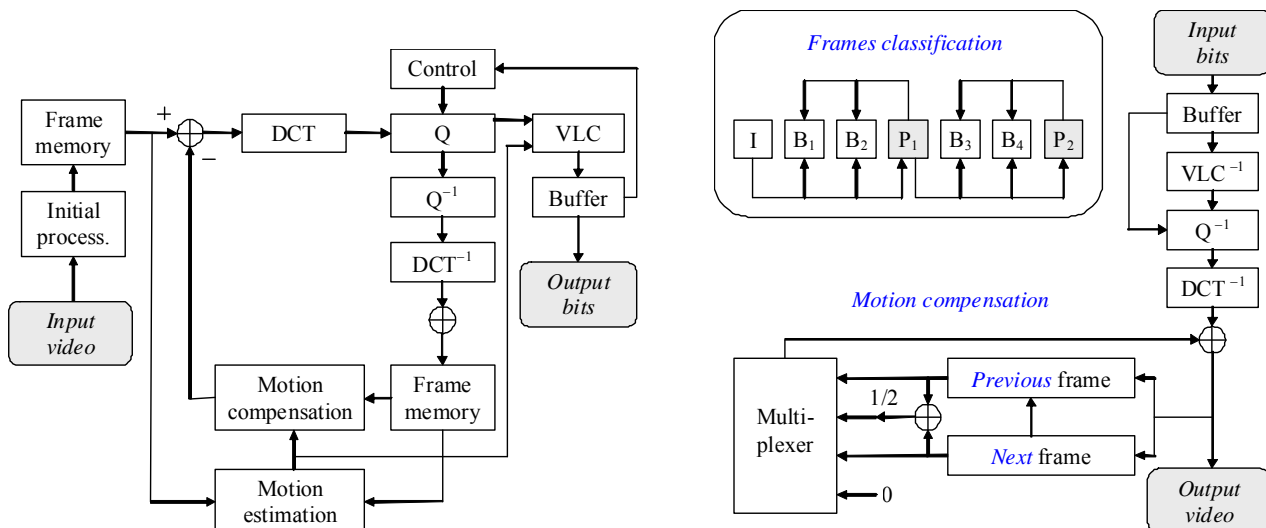 Control
Frame
memory
+
−
DCT
Q
VLC
Initial
process.
Q⁻¹
Buffer
DCT⁻¹
Input
video
Output
bits
Motion
compensation
Frame
memory
Motion
estimation
Frames classification
I B₁ B₂ P₁ B₃ B₄ P₂
Input
bits
Buffer
VLC⁻¹
Q⁻¹
DCT⁻¹
Motion compensation
Multi-
plexer
1/2
Previous frame
Next frame
0
Output
video